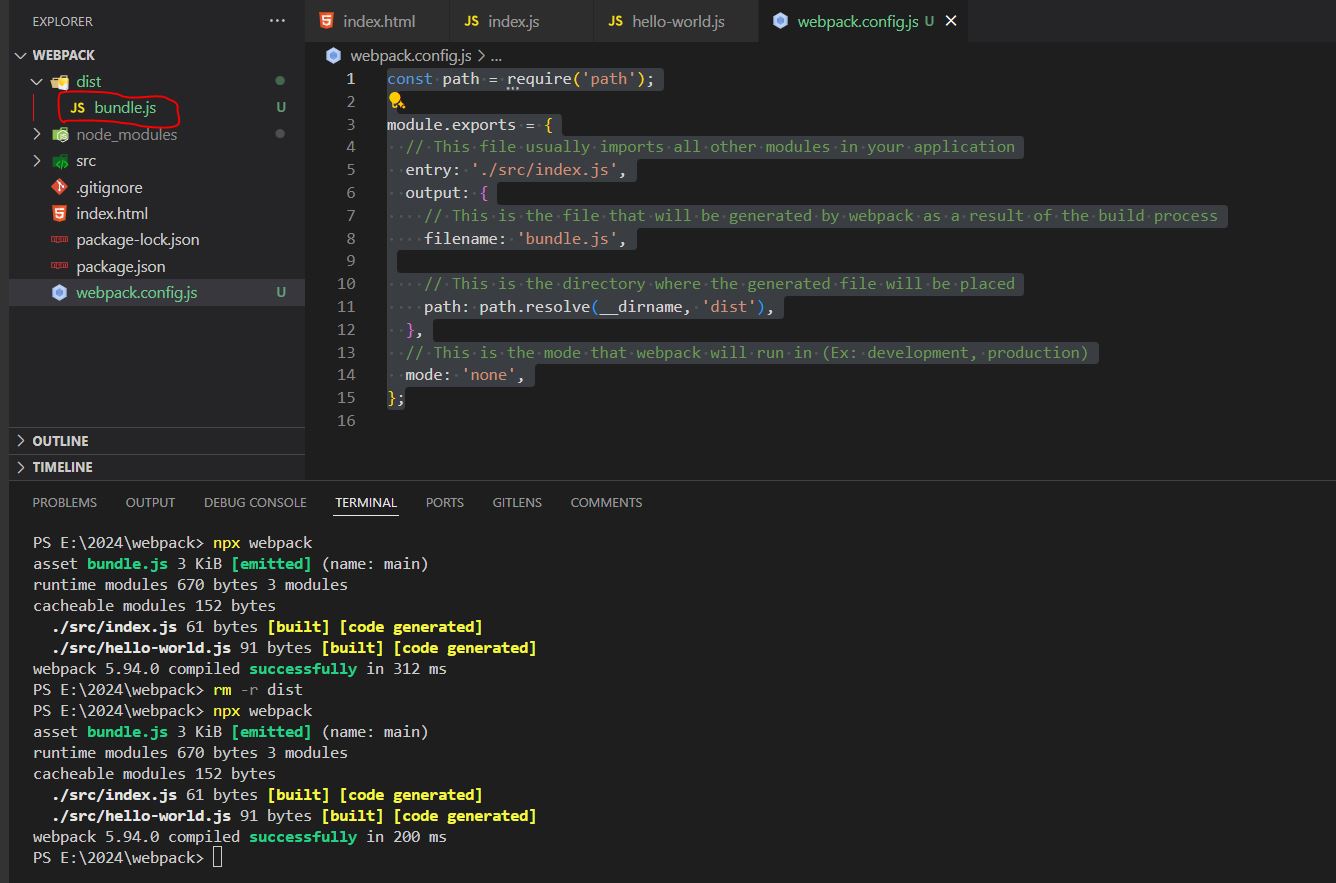 EXPLORER
···
WEBPACK
dist
JS bundle.js U
node_modules
src
.gitignore
index.html
package-lock.json
package.json
webpack.config.js U
OUTLINE
TIMELINE
index.html
JS index.js
JS hello-world.js
webpack.config.js U
webpack.config.js > ...
1 const path = require('path');
2
3 module.exports = {
4   // This file usually imports all other modules in your application
5   entry: './src/index.js',
6   output: {
7     // This is the file that will be generated by webpack as a result of the build process
8     filename: 'bundle.js',
9
10     // This is the directory where the generated file will be placed
11     path: path.resolve(__dirname, 'dist'),
12   },
13   // This is the mode that webpack will run in (Ex: development, production)
14   mode: 'none',
15 };
16
PROBLEMS OUTPUT DEBUG CONSOLE TERMINAL PORTS GITLENS COMMENTS
PS E:\2024\webpack> npx webpack
asset bundle.js 3 KiB [emitted] (name: main)
runtime modules 670 bytes 3 modules
cacheable modules 152 bytes
  ./src/index.js 61 bytes [built] [code generated]
  ./src/hello-world.js 91 bytes [built] [code generated]
webpack 5.94.0 compiled successfully in 312 ms
PS E:\2024\webpack> rm -r dist
PS E:\2024\webpack> npx webpack
asset bundle.js 3 KiB [emitted] (name: main)
runtime modules 670 bytes 3 modules
cacheable modules 152 bytes
  ./src/index.js 61 bytes [built] [code generated]
  ./src/hello-world.js 91 bytes [built] [code generated]
webpack 5.94.0 compiled successfully in 200 ms
PS E:\2024\webpack>